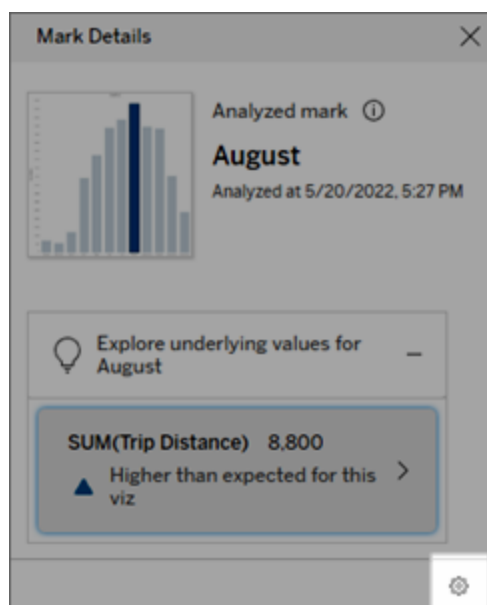 Mark Details
Analyzed mark
August
Analyzed at 5/20/2022, 5:27 PM
Explore underlying values for
August
SUM(Trip Distance) 8,800
Higher than expected for this
viz